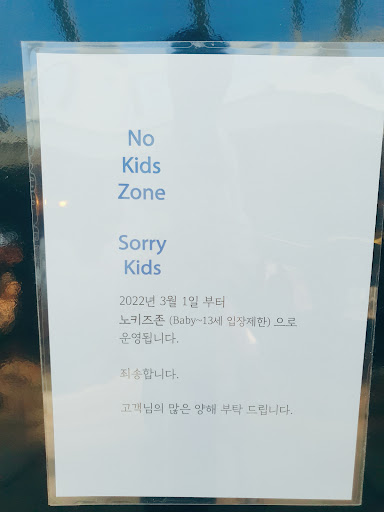 No
Kids
Zone
Sorry
Kids
2022년 3월 1일 부터
노키즈존 (Baby~13세 입장제한) 으로
운영됩니다.
죄송합니다.
고객님의 많은 양해 부탁 드립니다.